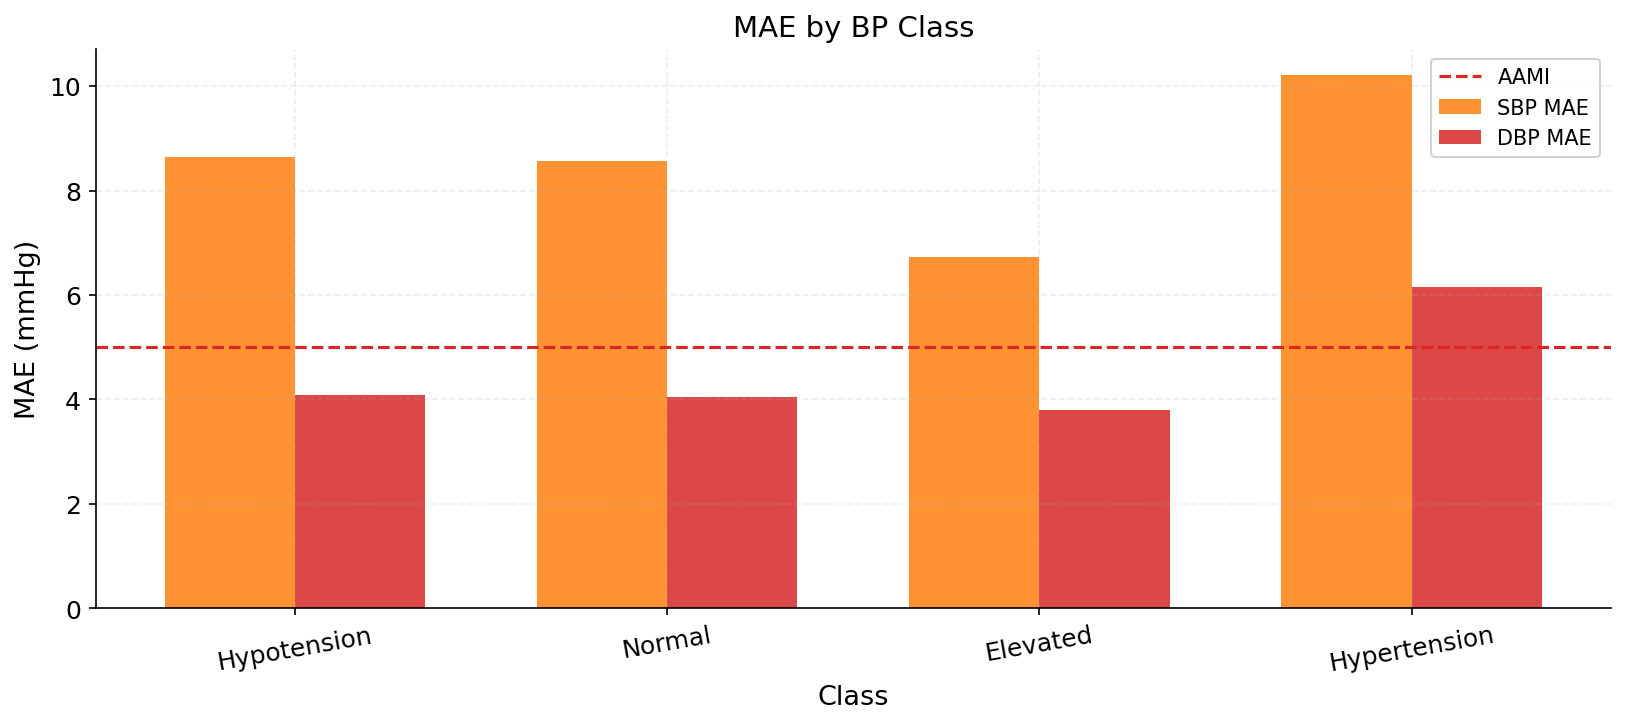 MAE by BP Class
AAMI
SBP MAE
DBP MAE
MAE (mmHg)
10
8
6
4
2
0
Hypotension
Normal
Elevated
Hypertension
Class